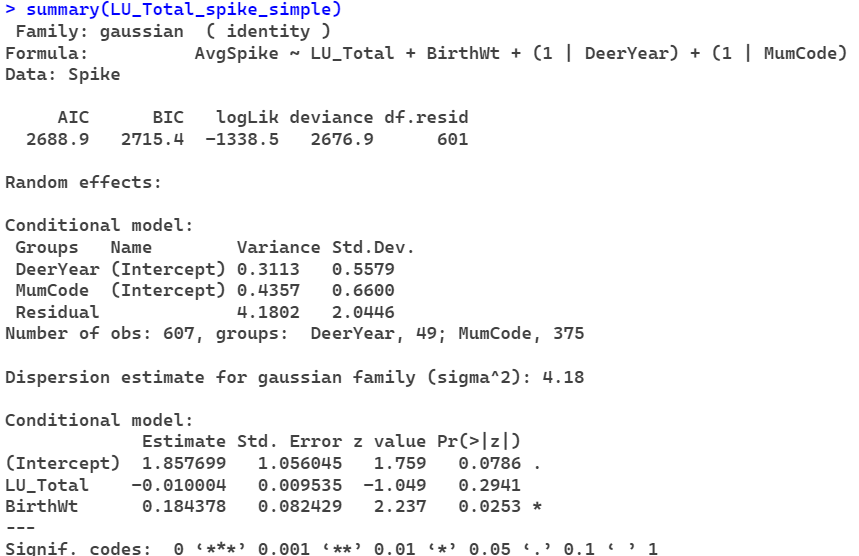 > summary(LU_Total_spike_simple)
 Family: gaussian  ( identity )
Formula:          AvgSpike ~ LU_Total + BirthWt + (1 | DeerYear) + (1 | MumCode)
Data: Spike

     AIC      BIC   logLik deviance df.resid
  2688.9   2715.4  -1338.5   2676.9      601

Random effects:

Conditional model:
 Groups   Name        Variance Std.Dev.
 DeerYear (Intercept) 0.3113   0.5579
 MumCode  (Intercept) 0.4357   0.6600
 Residual             4.1802   2.0446
Number of obs: 607, groups:  DeerYear, 49; MumCode, 375

Dispersion estimate for gaussian family (sigma^2): 4.18

Conditional model:
             Estimate Std. Error z value Pr(>|z|)
(Intercept)  1.857699   1.056045   1.759   0.0786 .
LU_Total    -0.010004   0.009535  -1.049   0.2941
BirthWt      0.184378   0.082429   2.237   0.0253 *
---
Signif. codes:  0 ‘***’ 0.001 ‘**’ 0.01 ‘*’ 0.05 ‘.’ 0.1 ‘ ’ 1